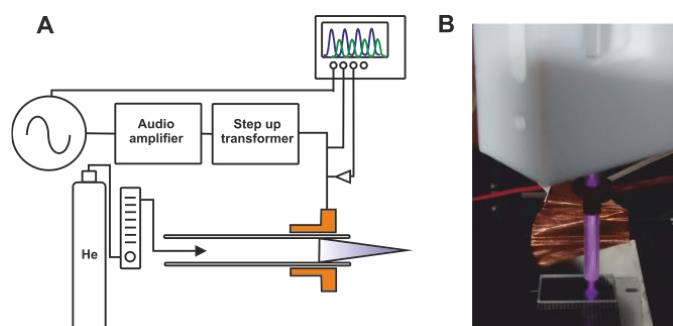 A
B
Audio
amplifier
Step up
transformer
He